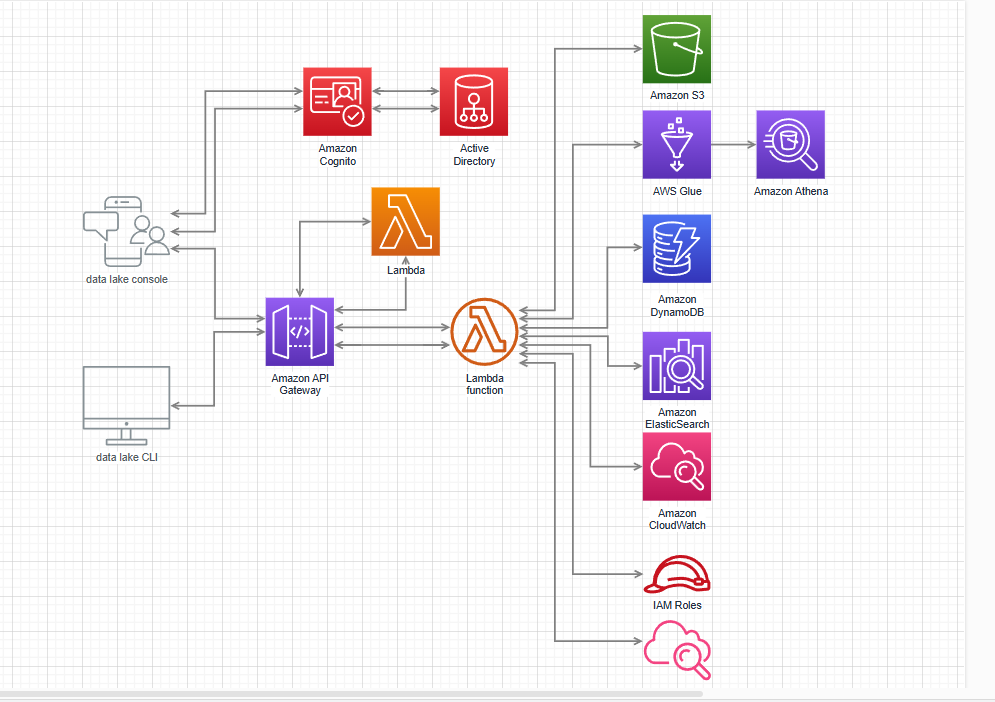 Amazon S3
Amazon
Cognito
Active
Directory
AWS Glue
Amazon Athena
Lambda
data lake console
Amazon
DynamoDB
</>
Amazon API
Gateway
Lambda
function
Amazon
ElasticSearch
data lake CLI
Amazon
CloudWatch
IAM Roles